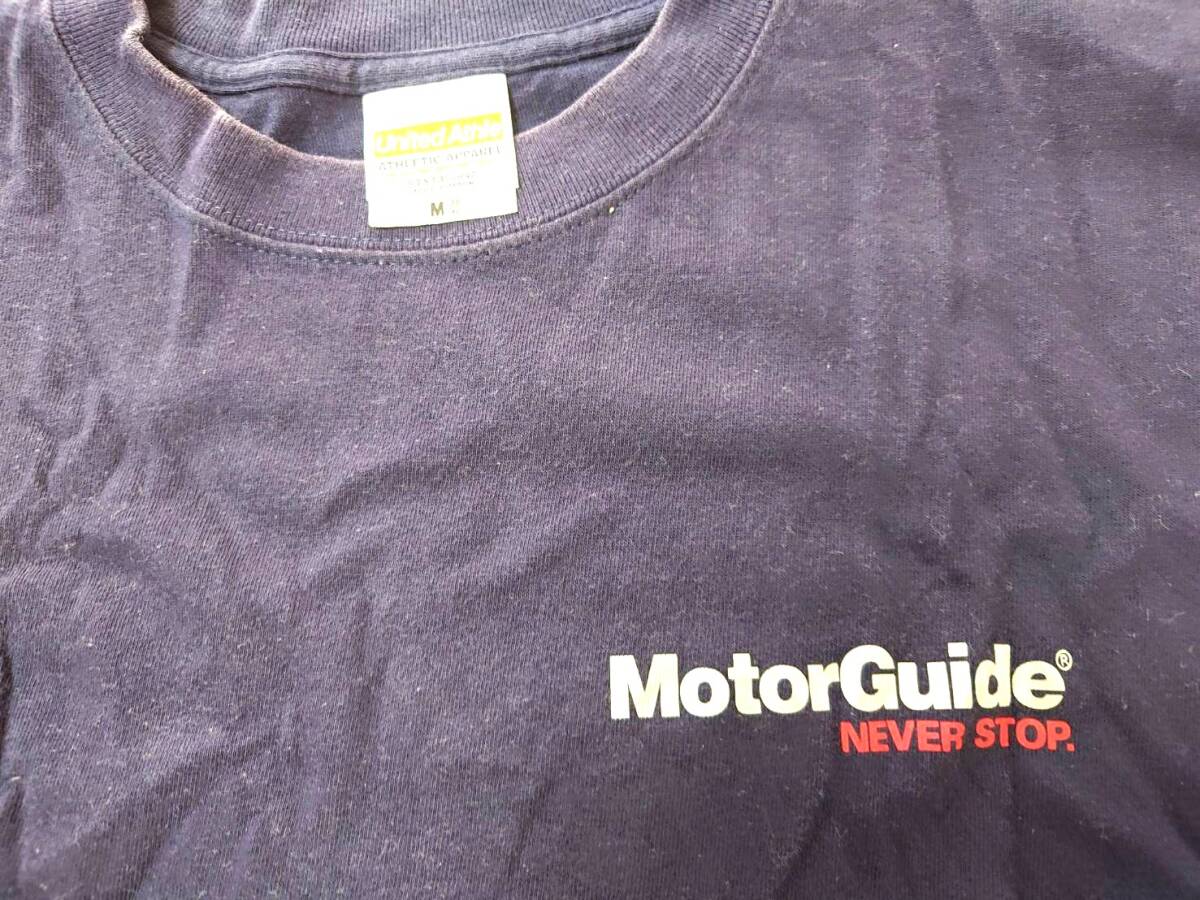 United Athle
ATHLETIC APPAREL
M
MotorGuide®
NEVER STOP.